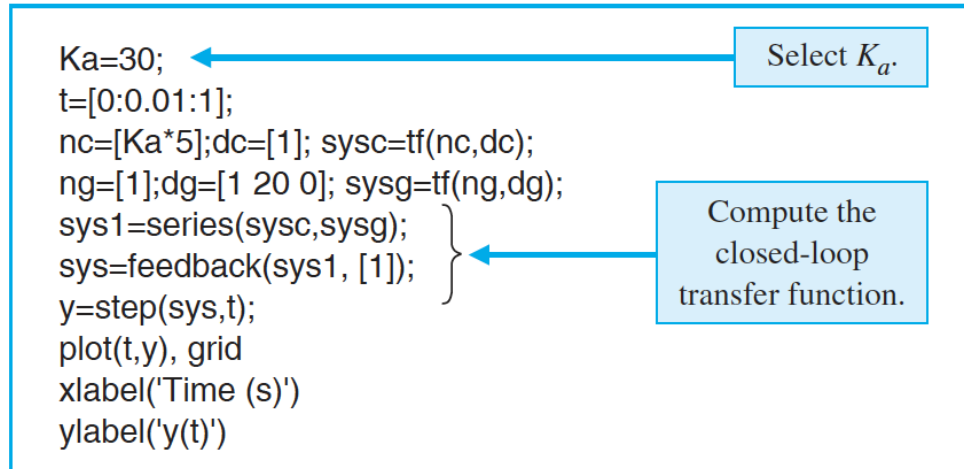 Ka=30;
Select Kₐ.
t=[0:0.01:1];
nc=[Ka*5];dc=[1]; sysc=tf(nc,dc);
ng=[1];dg=[1 20 0]; sysg=tf(ng,dg);
sys1=series(sysc,sysg);
sys=feedback(sys1, [1]);
y=step(sys,t);
Compute the
closed-loop
transfer function.
plot(t,y), grid
xlabel('Time (s)')
ylabel('y(t)')